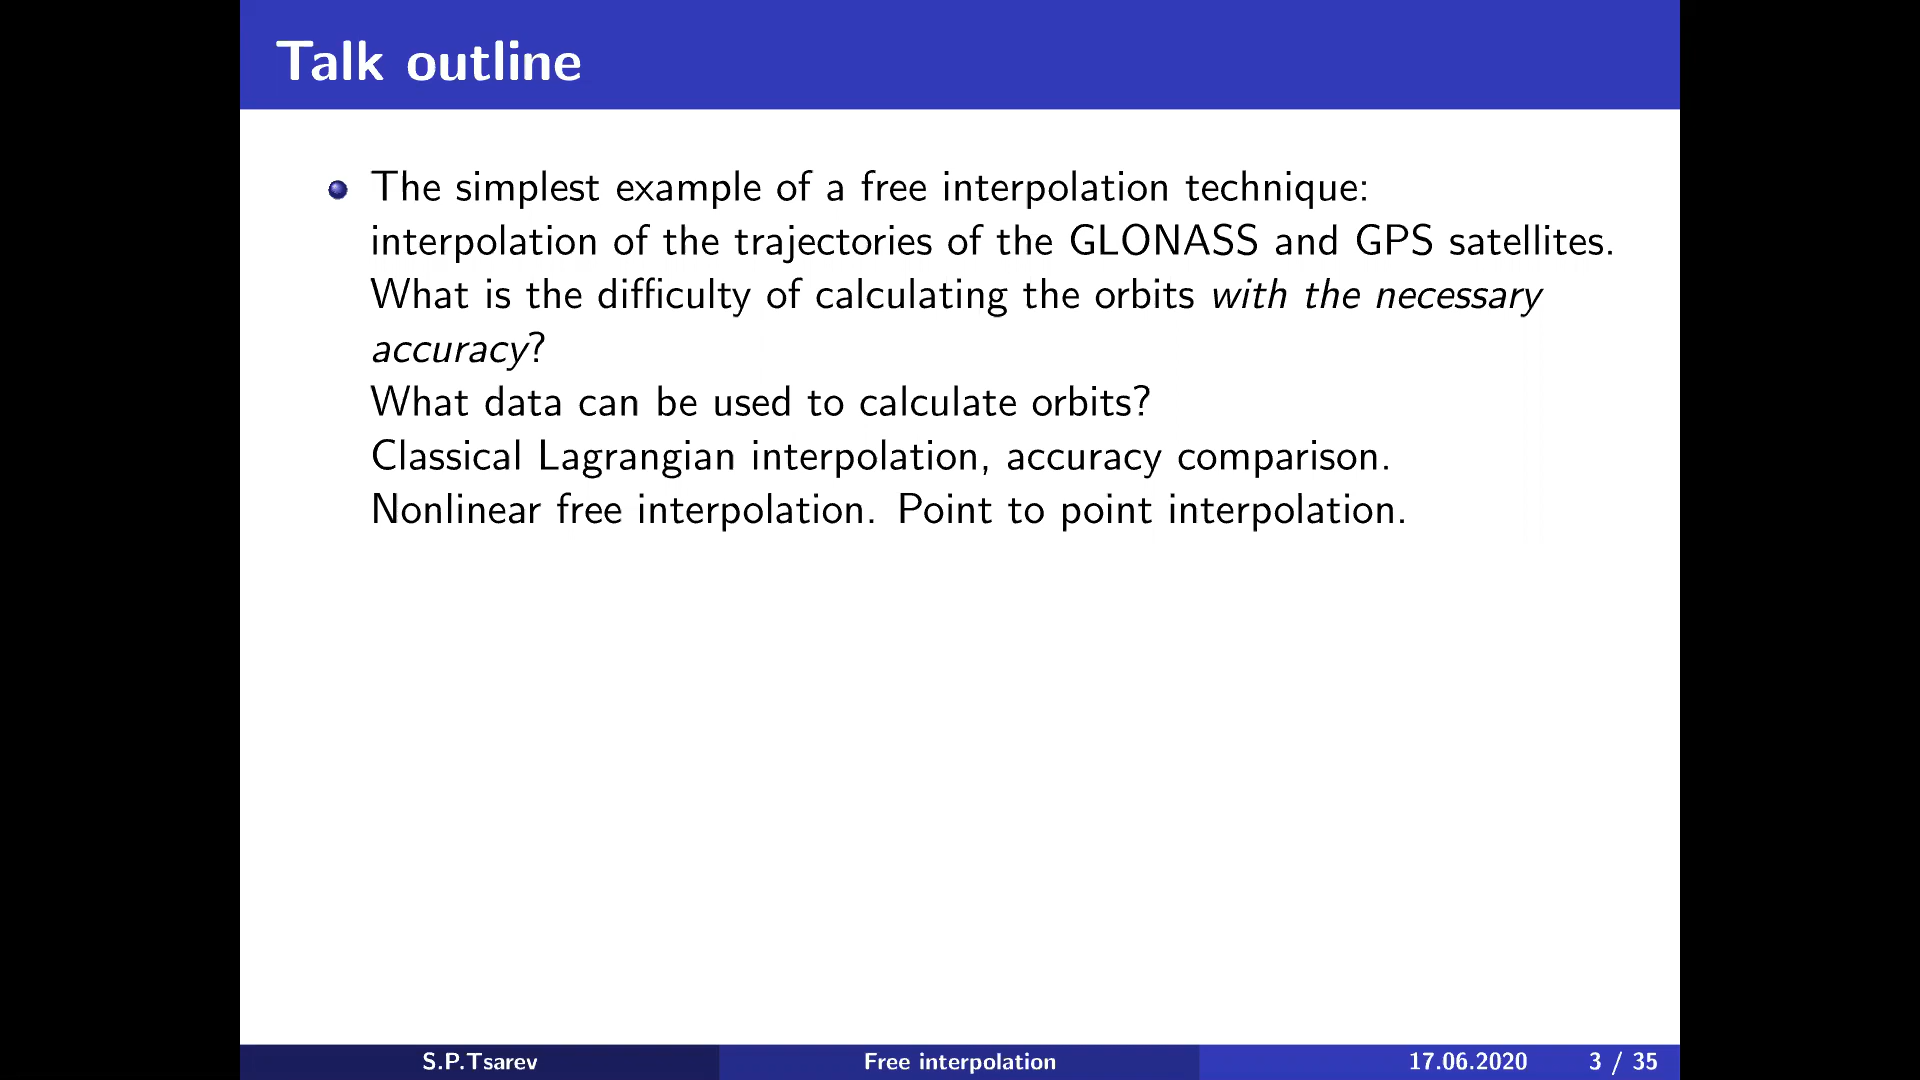 Talk outline
The simplest example of a free interpolation technique:
interpolation of the trajectories of the GLONASS and GPS satellites.
What is the difficulty of calculating the orbits with the necessary
accuracy?
What data can be used to calculate orbits?
Classical Lagrangian interpolation, accuracy comparison.
Nonlinear free interpolation. Point to point interpolation.
S.P.Tsarev Free interpolation 17.06.2020 3 / 35